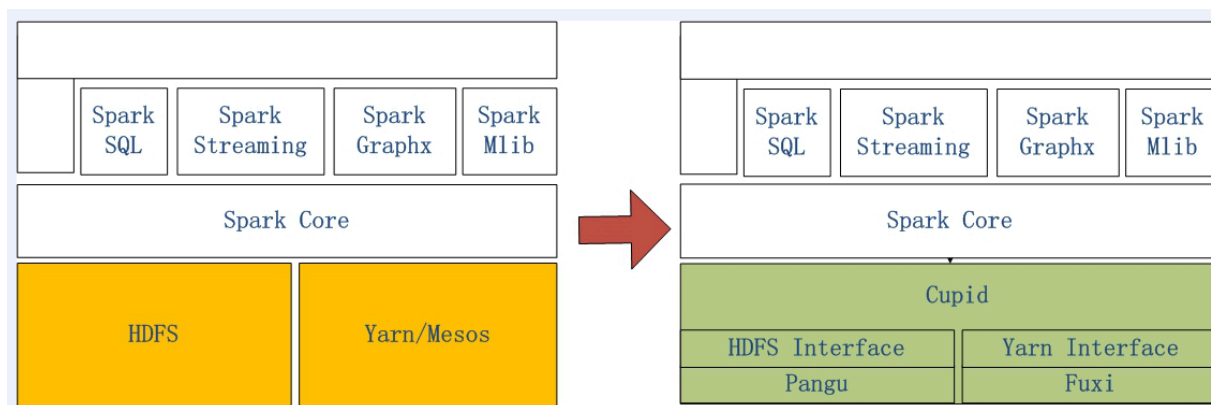 Spark
SQL
Spark
Streaming
Spark
Graphx
Spark
Mlib
Spark Core
HDFS
Yarn/Mesos
Spark
SQL
Spark
Streaming
Spark
Graphx
Spark
Mlib
Spark Core
Cupid
HDFS Interface
Yarn Interface
Pangu
Fuxi